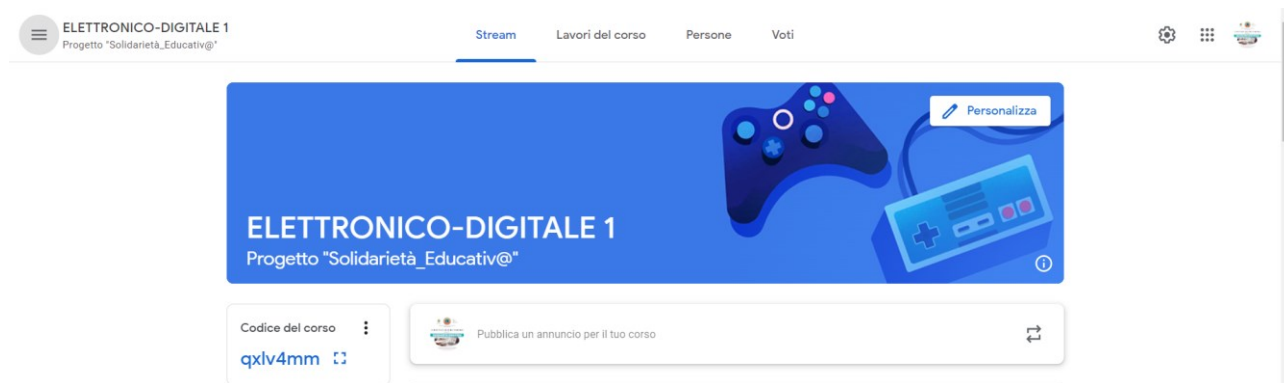 ELETTRONICO-DIGITALE 1
Progetto "Solidarietà_Educativ@"
Stream
Lavori del corso
Persone
Voti
Personalizza
ELETTRONICO-DIGITALE 1
Progetto "Solidarietà_Educativ@"
Codice del corso
qxlv4mm
Pubblica un annuncio per il tuo corso